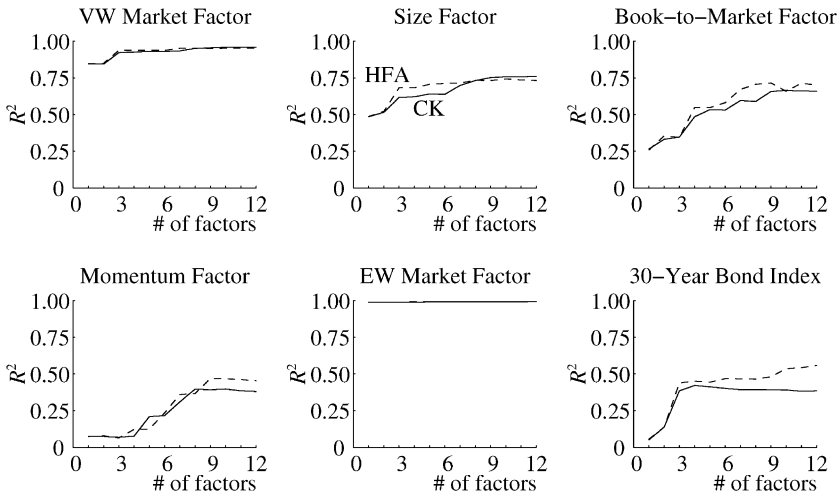 VW Market Factor
1.00
0.75
R²
0.50
0.25
0
0 3 6 9 12
# of factors
Size Factor
1.00
0.75
R²
0.50
0.25
0
HFA
CK
0 3 6 9 12
# of factors
Book-to-Market Factor
1.00
0.75
R²
0.50
0.25
0
0 3 6 9 12
# of factors
Momentum Factor
1.00
0.75
R²
0.50
0.25
0
0 3 6 9 12
# of factors
EW Market Factor
1.00
0.75
R²
0.50
0.25
0
0 3 6 9 12
# of factors
30-Year Bond Index
1.00
0.75
R²
0.50
0.25
0
0 3 6 9 12
# of factors